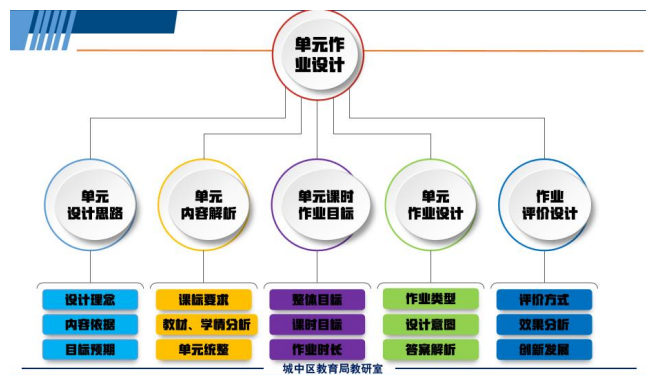 单元作
业设计
单元
设计思路
单元
内容解析
单元课时
作业目标
单元
作业设计
作业
评价设计
设计理念
内容依据
目标预期
课标要求
教材、学情分析
单元统整
整体目标
课时目标
作业时长
作业类型
设计意图
答案解析
评价方式
效果分析
创新发展
城中区教育局教研室